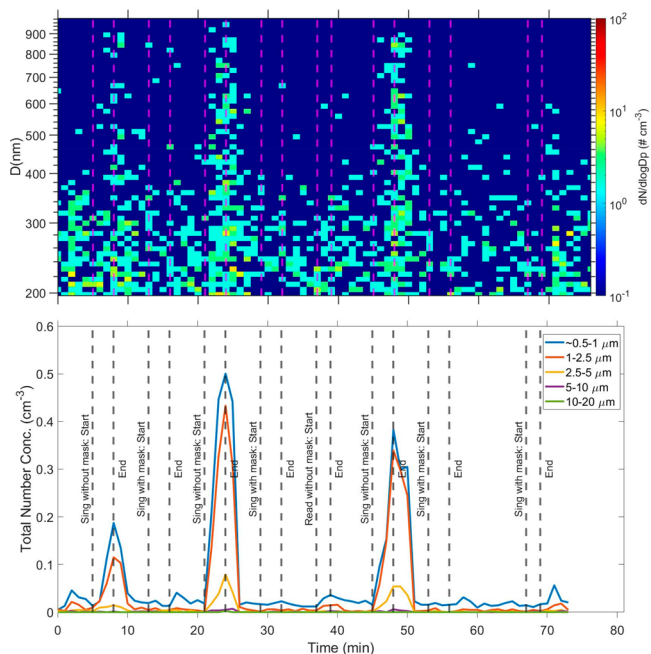 900
800
700
600
500
400
300
200
D(nm)
10^2
10^1
10^0
10^-1
dN/dlogDp (# cm^-3)
0.6
0.5
0.4
0.3
0.2
0.1
0
Total Number Conc. (cm^-3)
~0.5-1 μm
1-2.5 μm
2.5-5 μm
5-10 μm
10-20 μm
Sing without mask: Start
End
Sing with mask: Start
End
Sing without mask: Start
End
Sing with mask: Start
End
Read without mask: Start
End
Sing without mask: Start
End
Sing with mask: Start
End
Sing with mask: Start
End
0 10 20 30 40 50 60 70 80
Time (min)